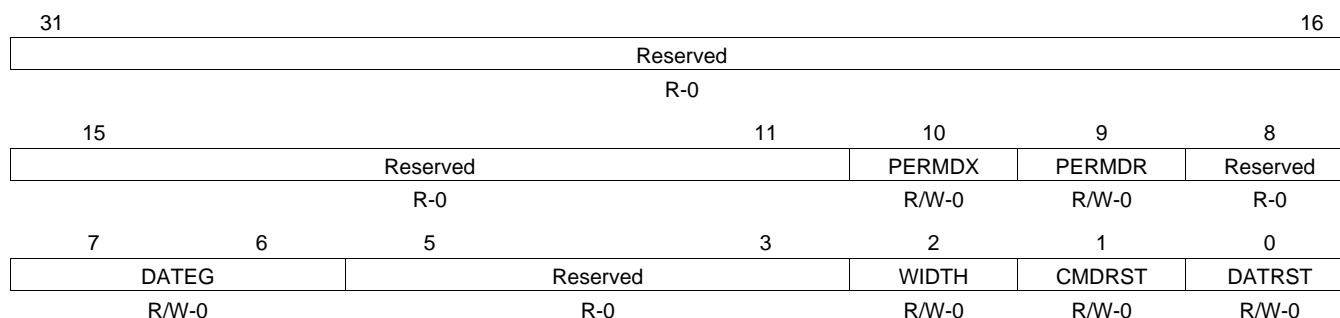 31 16
Reserved
R-0
15 11 10 9 8
Reserved PERMDX PERMDR Reserved
R-0 R/W-0 R/W-0 R-0
7 6 5 3 2 1 0
DATEG Reserved WIDTH CMDRST DATRST
R/W-0 R-0 R/W-0 R/W-0 R/W-0